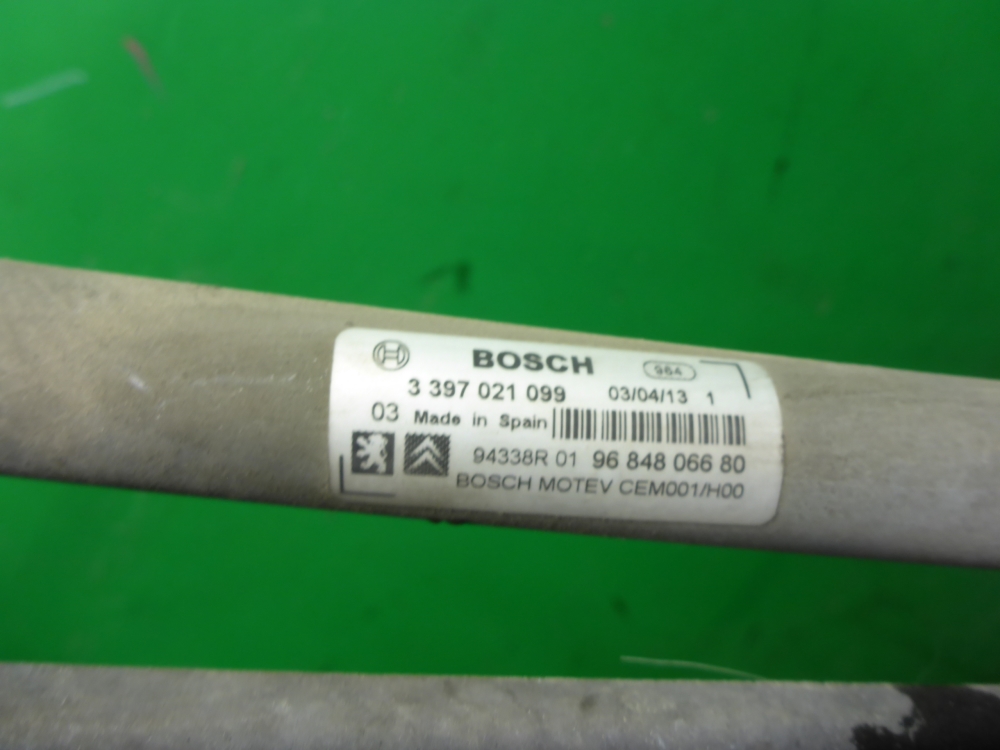 BOSCH 964
3 397 021 099 03/04/13 1
03 Made in Spain
94338R 01 96 848 066 80
BOSCH MOTEV CEM001/H00